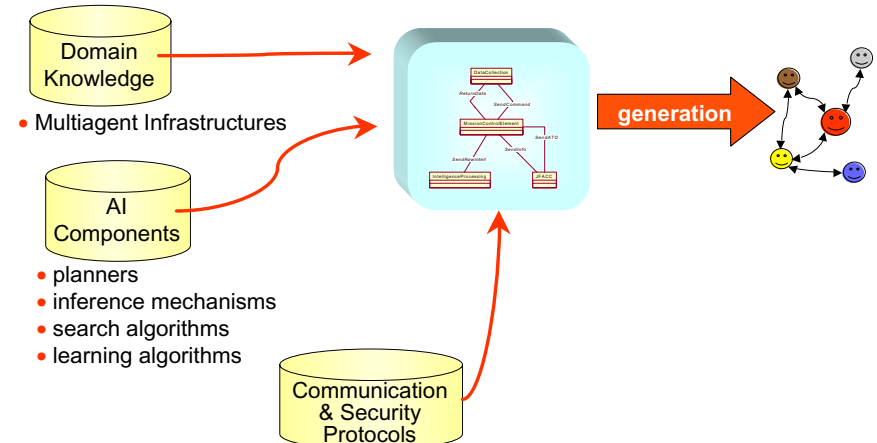 Domain
Knowledge
• Multiagent Infrastructures
AI
Components
• planners
• inference mechanisms
• search algorithms
• learning algorithms
Communication
& Security
Protocols
DataCollection
ReturnData
SendCommand
MissionControlElement
SendATO
SendRawIntell
SendInfo
IntelligenceProcessing
JFACC
generation